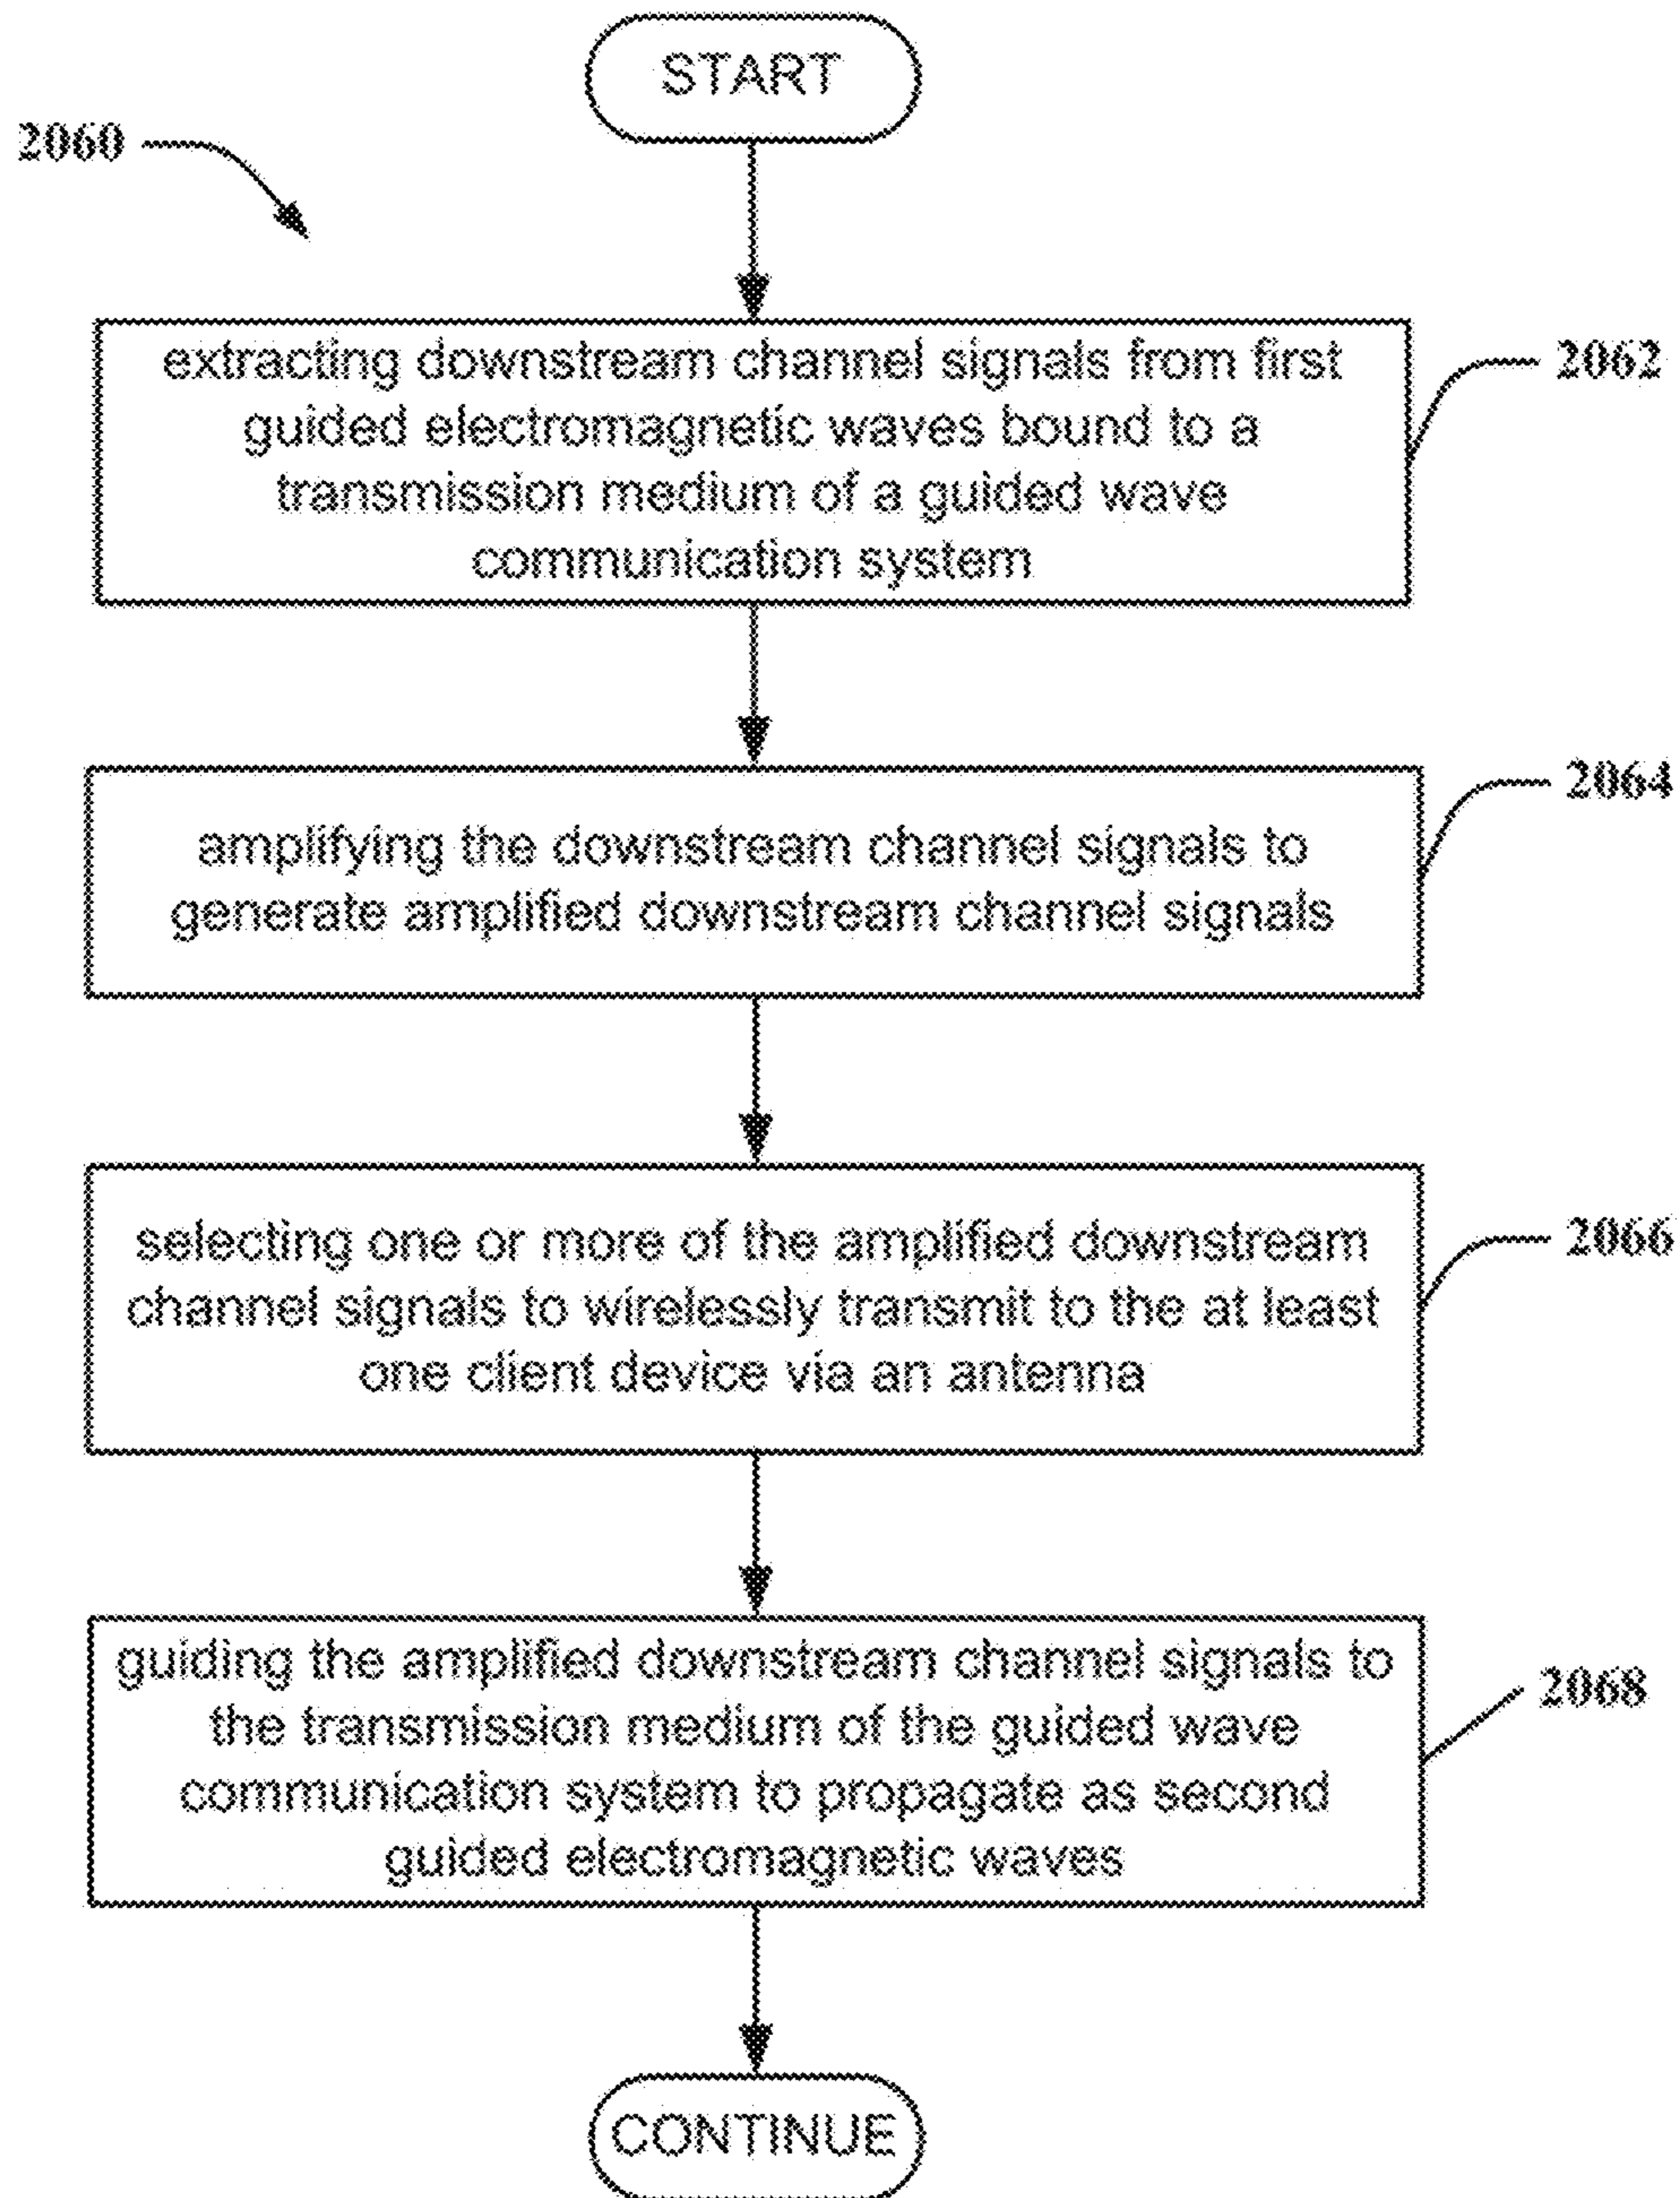 START
2060
extracting downstream channel signals from first
guided electromagnetic waves bound to a
transmission medium of a guided wave
communication system
2062
amplifying the downstream channel signals to
generate amplified downstream channel signals
2064
selecting one or more of the amplified downstream
channel signals to wirelessly transmit to the at least
one client device via an antenna
2066
guiding the amplified downstream channel signals to
the transmission medium of the guided wave
communication system to propagate as second
guided electromagnetic waves
2068
CONTINUE